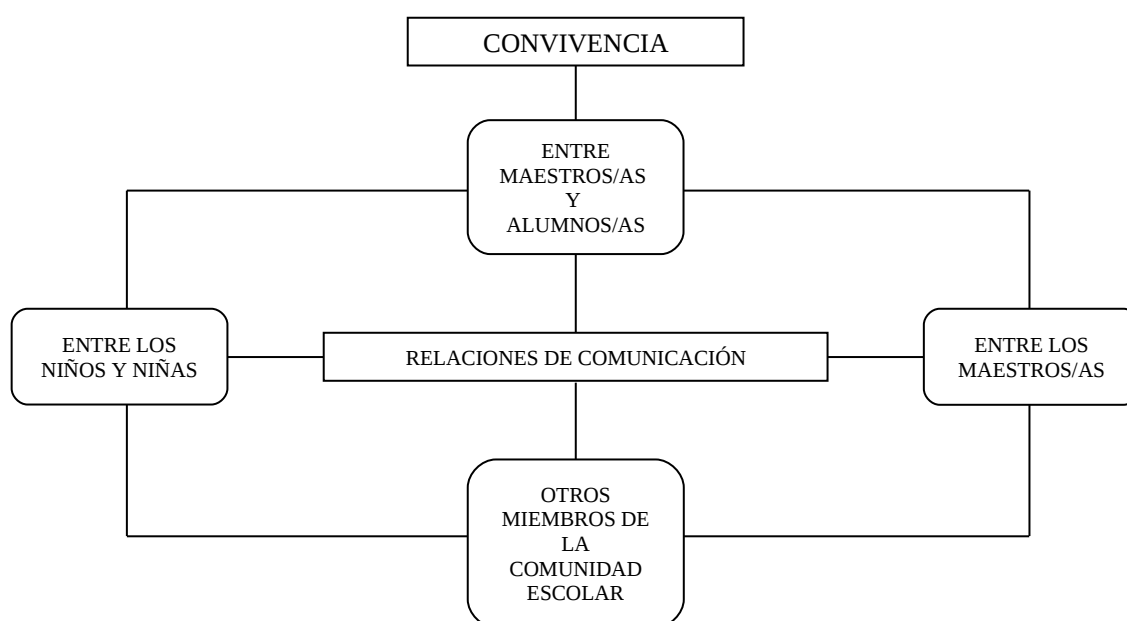 CONVIVENCIA
ENTRE
MAESTROS/AS
Y
ALUMNOS/AS
ENTRE LOS
NIÑOS Y NIÑAS
RELACIONES DE COMUNICACIÓN
ENTRE LOS
MAESTROS/AS
OTROS
MIEMBROS DE
LA
COMUNIDAD
ESCOLAR